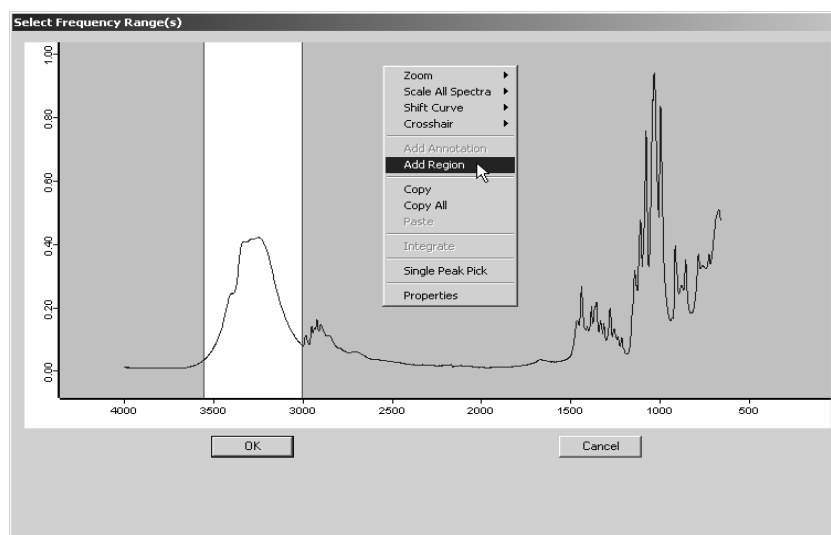 Select Frequency Range(s)
1.00
0.80
0.60
0.40
0.20
0.00
Zoom
Scale All Spectra
Shift Curve
Crosshair
Add Annotation
Add Region
Copy
Copy All
Paste
Integrate
Single Peak Pick
Properties
4000 3500 3000 2500 2000 1500 1000 500
OK Cancel